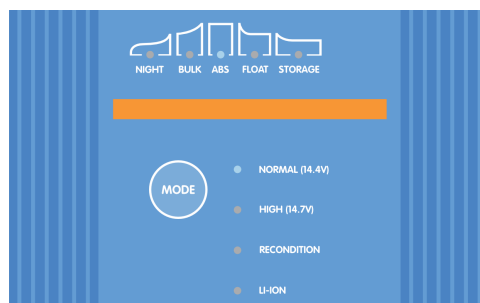 NIGHT BULK ABS FLOAT STORAGE
MODE
NORMAL (14.4V)
HIGH (14.7V)
RECONDITION
LI-ION